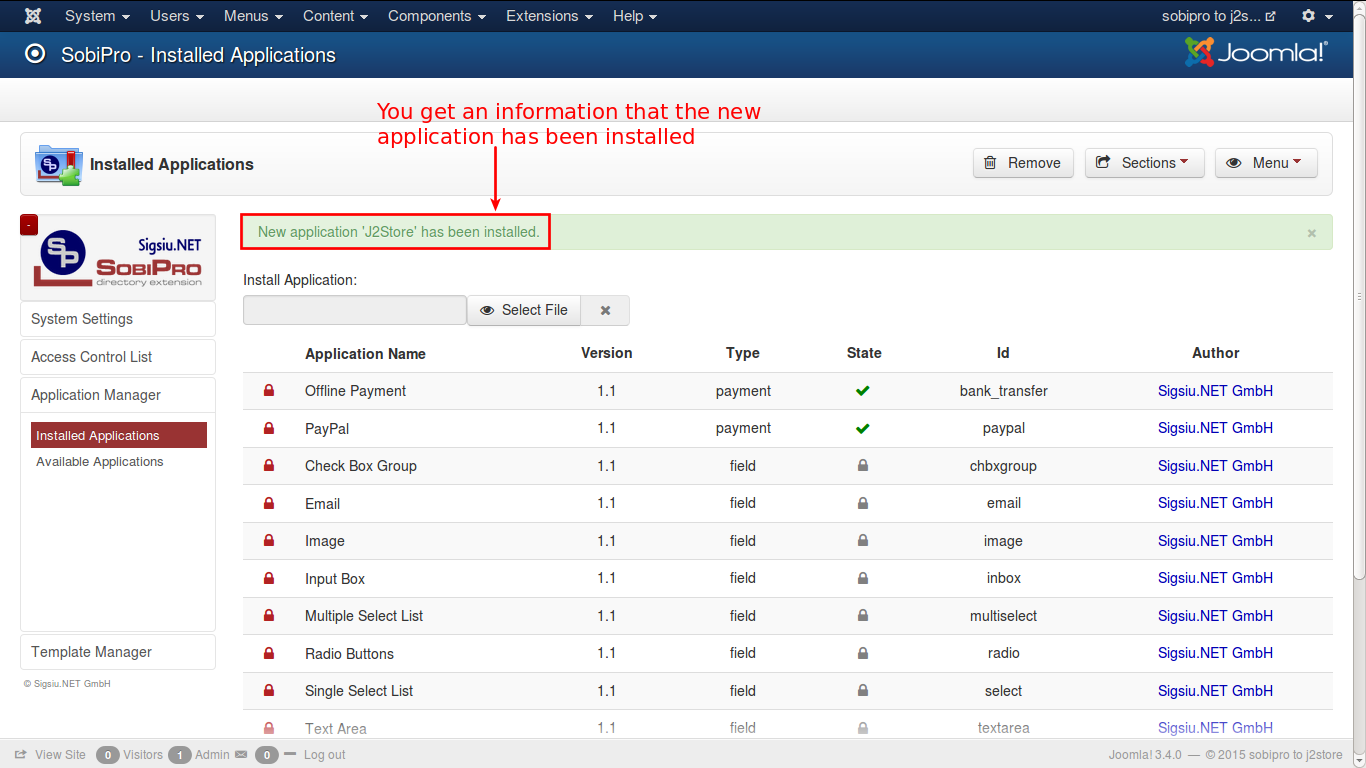 System Users Menus Content Components Extensions Help sobipro to j2s...
SobiPro - Installed Applications Joomla!®
You get an information that the new
application has been installed
SP Installed Applications Remove Sections Menu
-
SP Sigsiu.NET
SOBIPRO
directory extension
New application 'J2Store' has been installed. ×
Install Application:
Select File
System Settings
Access Control List
Application Manager
Installed Applications
Available Applications
Template Manager
© Sigsiu.NET GmbH
Application Name Version Type State Id Author
Offline Payment 1.1 payment bank_transfer Sigsiu.NET GmbH
PayPal 1.1 payment paypal Sigsiu.NET GmbH
Check Box Group 1.1 field chbxgroup Sigsiu.NET GmbH
Email 1.1 field email Sigsiu.NET GmbH
Image 1.1 field image Sigsiu.NET GmbH
Input Box 1.1 field inbox Sigsiu.NET GmbH
Multiple Select List 1.1 field multiselect Sigsiu.NET GmbH
Radio Buttons 1.1 field radio Sigsiu.NET GmbH
Single Select List 1.1 field select Sigsiu.NET GmbH
Text Area 1.1 field textarea Sigsiu.NET GmbH
View Site 0 Visitors 1 Admin 0 Log out Joomla! 3.4.0 — © 2015 sobipro to j2store